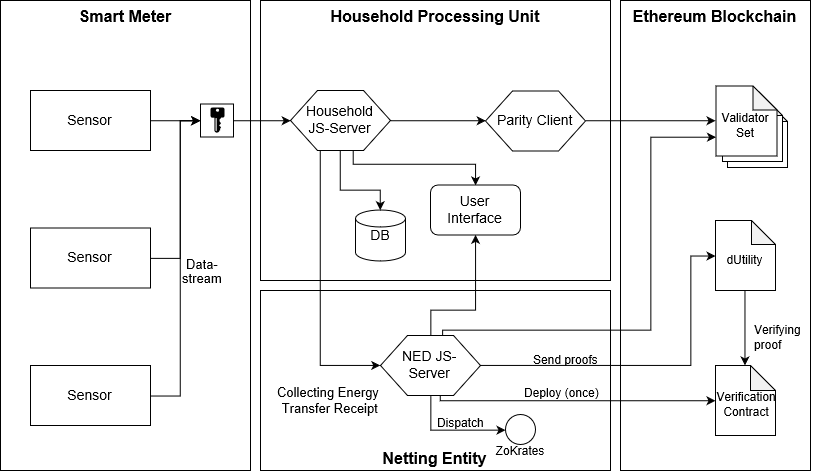 Smart Meter
Household Processing Unit
Ethereum Blockchain
Sensor
Household
JS-Server
Parity Client
Validator
Set
User
Interface
DB
Sensor
Data-
stream
dUtility
Verifying
proof
NED JS-
Server
Send proofs
Sensor
Collecting Energy
Transfer Receipt
Deploy (once)
Verification
Contract
Dispatch
ZoKrates
Netting Entity